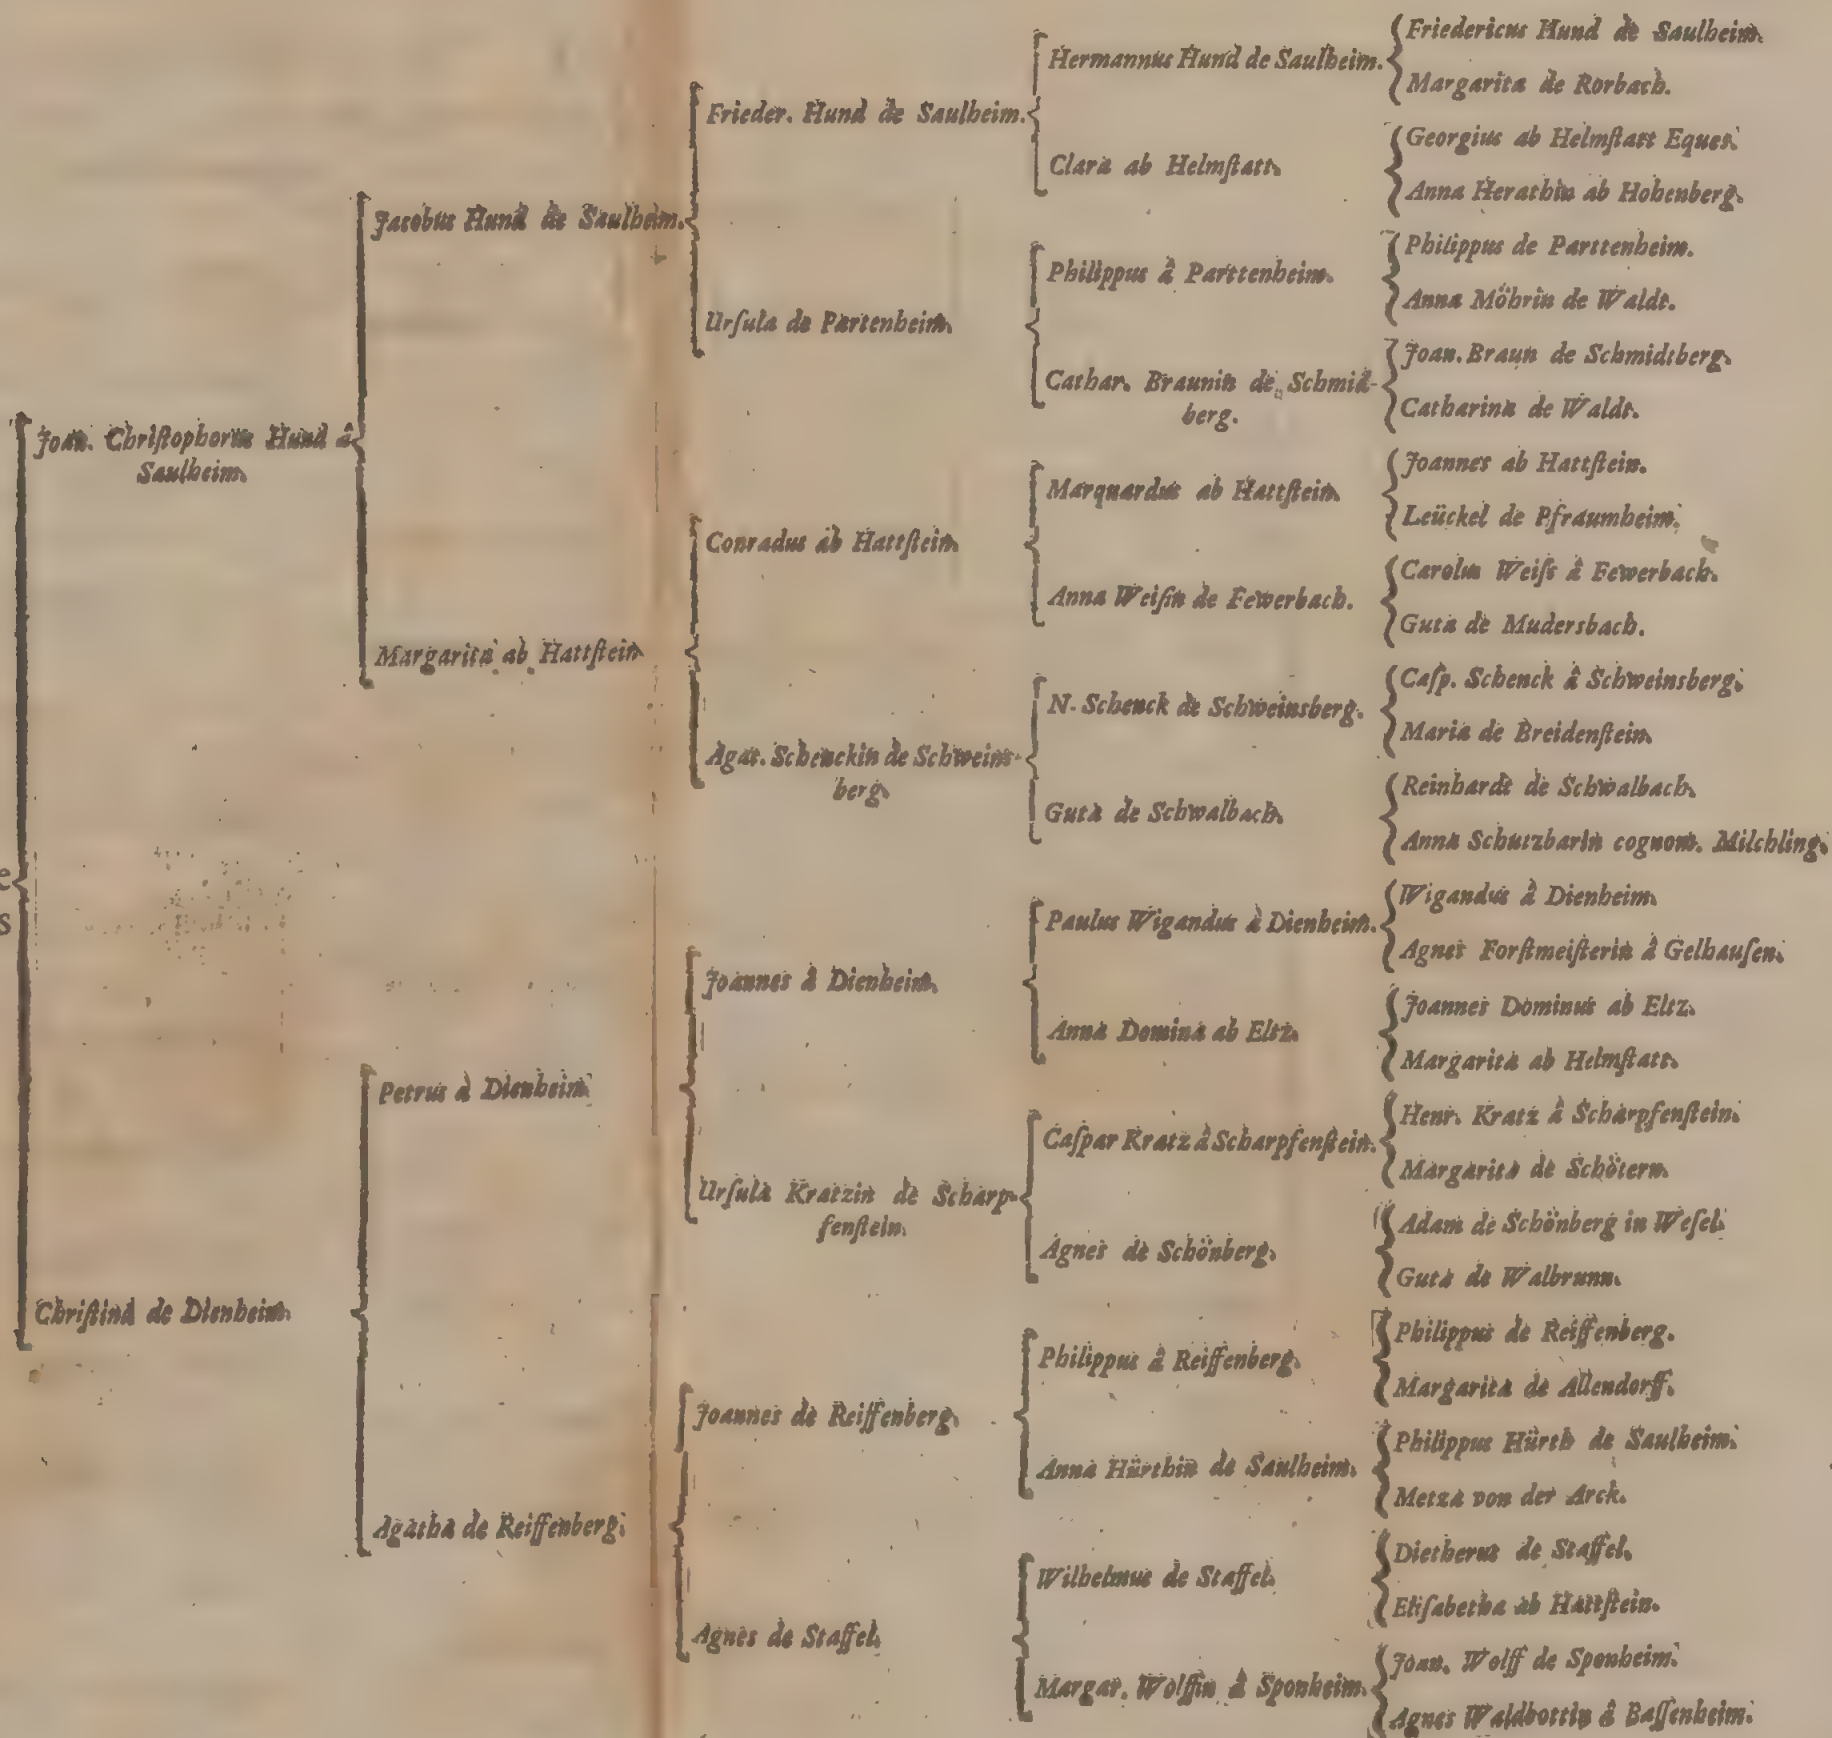 Joan. Christophorus Hund â
Saulheim.
Christina de Dienheim.
Jacobus Hund de Saulheim.
Margarita ab Hattstein
Petrus à Dienheim.
Agatha de Reiffenberg.
Frieder. Hund de Saulheim.
Ursula de Partenheim.
Conradus ab Hattstein.
Agat. Schenckin de Schweins-
berg.
Joannes à Dienheim.
Ursula Kratzin de Scharp-
fenstein.
Joannes de Reiffenberg.
Agnes de Staffel.
Hermannus Hund de Saulheim.
Clara ab Helmstatt.
Philippus â Parttenheim.
Cathar. Braunin de Schmid-
berg.
Marquardus ab Hattstein.
Anna Weisin de Fewerbach.
N. Schenck de Schweinsberg.
Guta de Schwalbach.
Paulus Wigandus à Dienheim.
Anna Domina ab Eltz.
Caspar Kratz à Scharpfenstein.
Agnes de Schönberg.
Philippus â Reiffenberg.
Anna Hürthin de Saulheim.
Wilhelmus de Staffel.
Margar. Wolffin â Sponheim.
Friedericus Hund de Saulheim.
Margarita de Rorbach.
Georgius ab Helmstatt Eques.
Anna Herathin ab Hohenberg.
Philippus de Parttenheim.
Anna Möhrin de Waldt.
Joan. Braun de Schmidtberg.
Catharina de Waldt.
Joannes ab Hattstein.
Leückel de Pfraumheim.
Carolus Weiss â Fewerbach.
Guta de Mudersbach.
Casp. Schenck â Schweinsberg.
Maria de Breidenstein.
Reinhardt de Schwalbach.
Anna Schutzbarin cognom. Milchling.
Wigandus â Dienheim.
Agnes Forstmeisterin â Gelhausen.
Joannes Dominus ab Eltz.
Margarita ab Helmstatt.
Henr. Kratz â Scharpfenstein.
Margarita de Schötern.
Adam de Schönberg in Wesel.
Guta de Walbrunn.
Philippus de Reiffenberg.
Margarita de Allendorff.
Philippus Hürth de Saulheim.
Metza von der Arck.
Dietherus de Staffel.
Elisabetha ab Hattstein.
Joan. Wolff de Sponheim.
Agnes Waldbottin â Bassenheim.